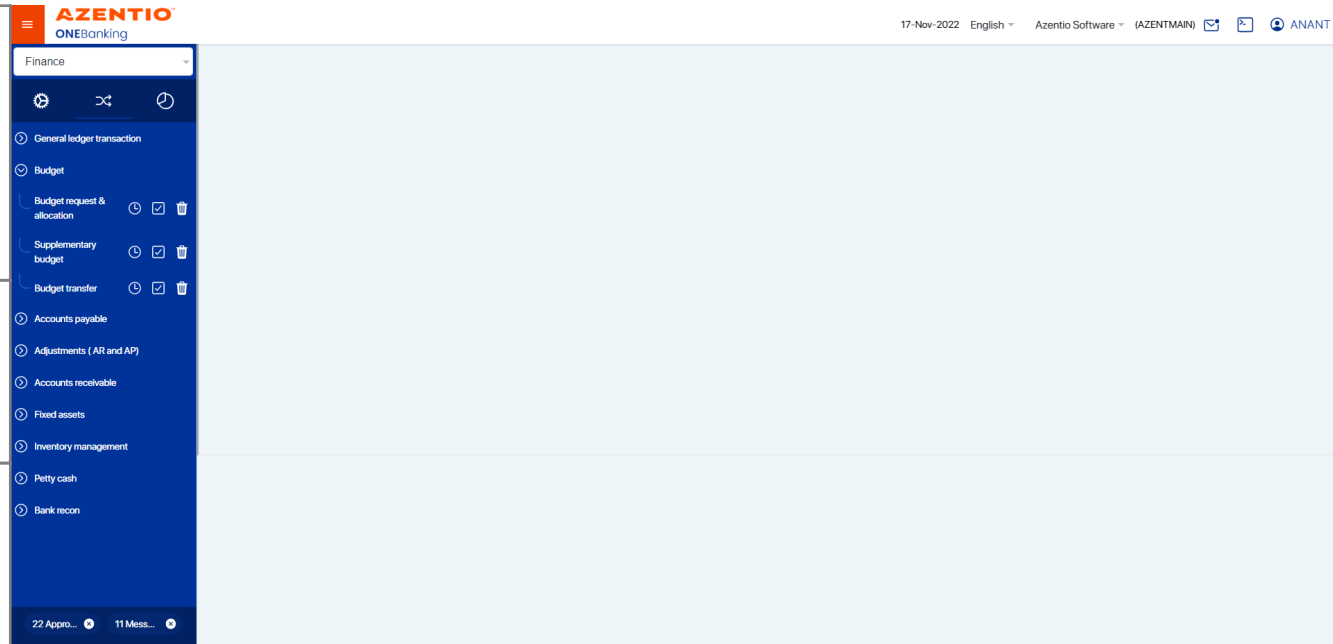 AZENTIO™
ONEBanking
17-Nov-2022 English Azentio Software (AZENTMAIN) ANANT
Finance
General ledger transaction
Budget
Budget request &
allocation
Supplementary
budget
Budget transfer
Accounts payable
Adjustments ( AR and AP)
Accounts receivable
Fixed assets
Inventory management
Petty cash
Bank recon
22 Appro... 11 Mess...